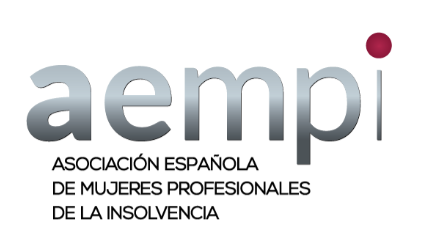 aempi
ASOCIACIÓN ESPAÑOLA
DE MUJERES PROFESIONALES
DE LA INSOLVENCIA